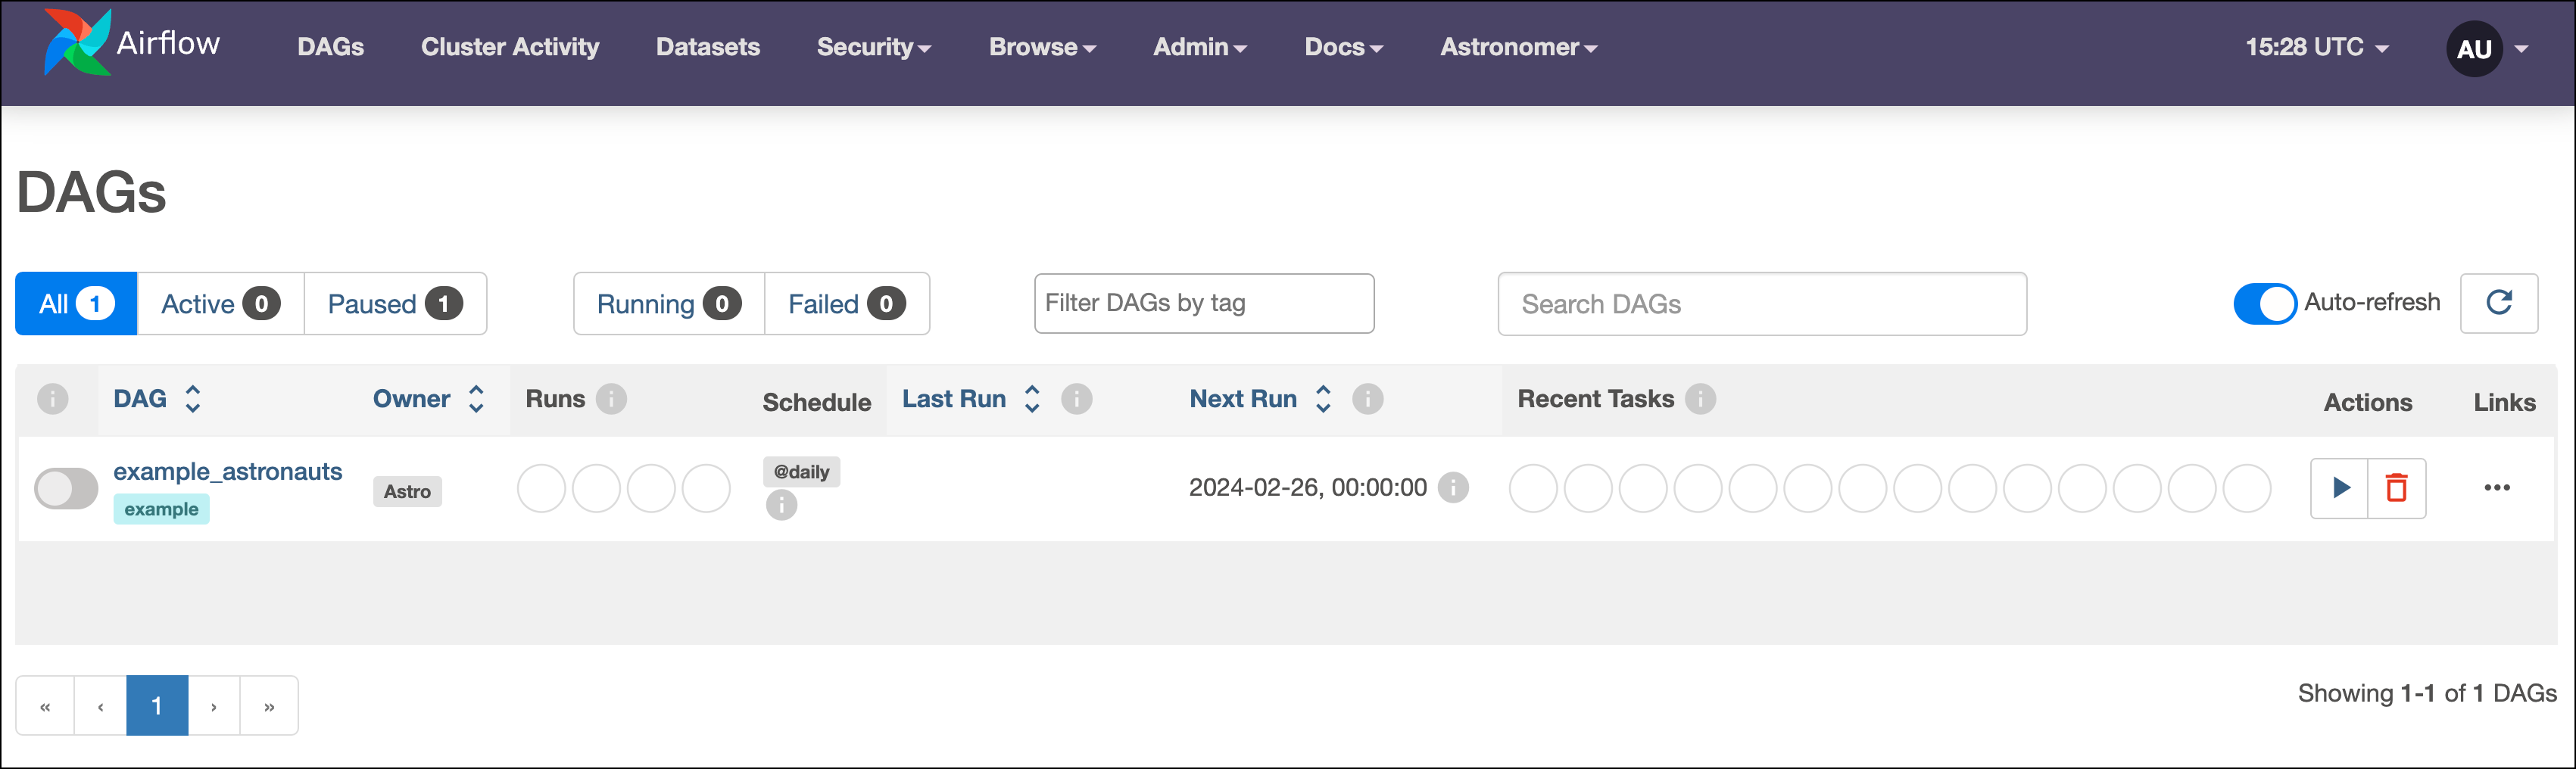 Airflow DAGs Cluster Activity Datasets Security Browse Admin Docs Astronomer 15:28 UTC AU
DAGs
All 1 Active 0 Paused 1 Running 0 Failed 0 Filter DAGs by tag Search DAGs Auto-refresh
i DAG Owner Runs i Schedule Last Run i Next Run i Recent Tasks i Actions Links
example_astronauts
example
Astro
@daily
i
2024-02-26, 00:00:00 i
« ‹ 1 › »
Showing 1-1 of 1 DAGs